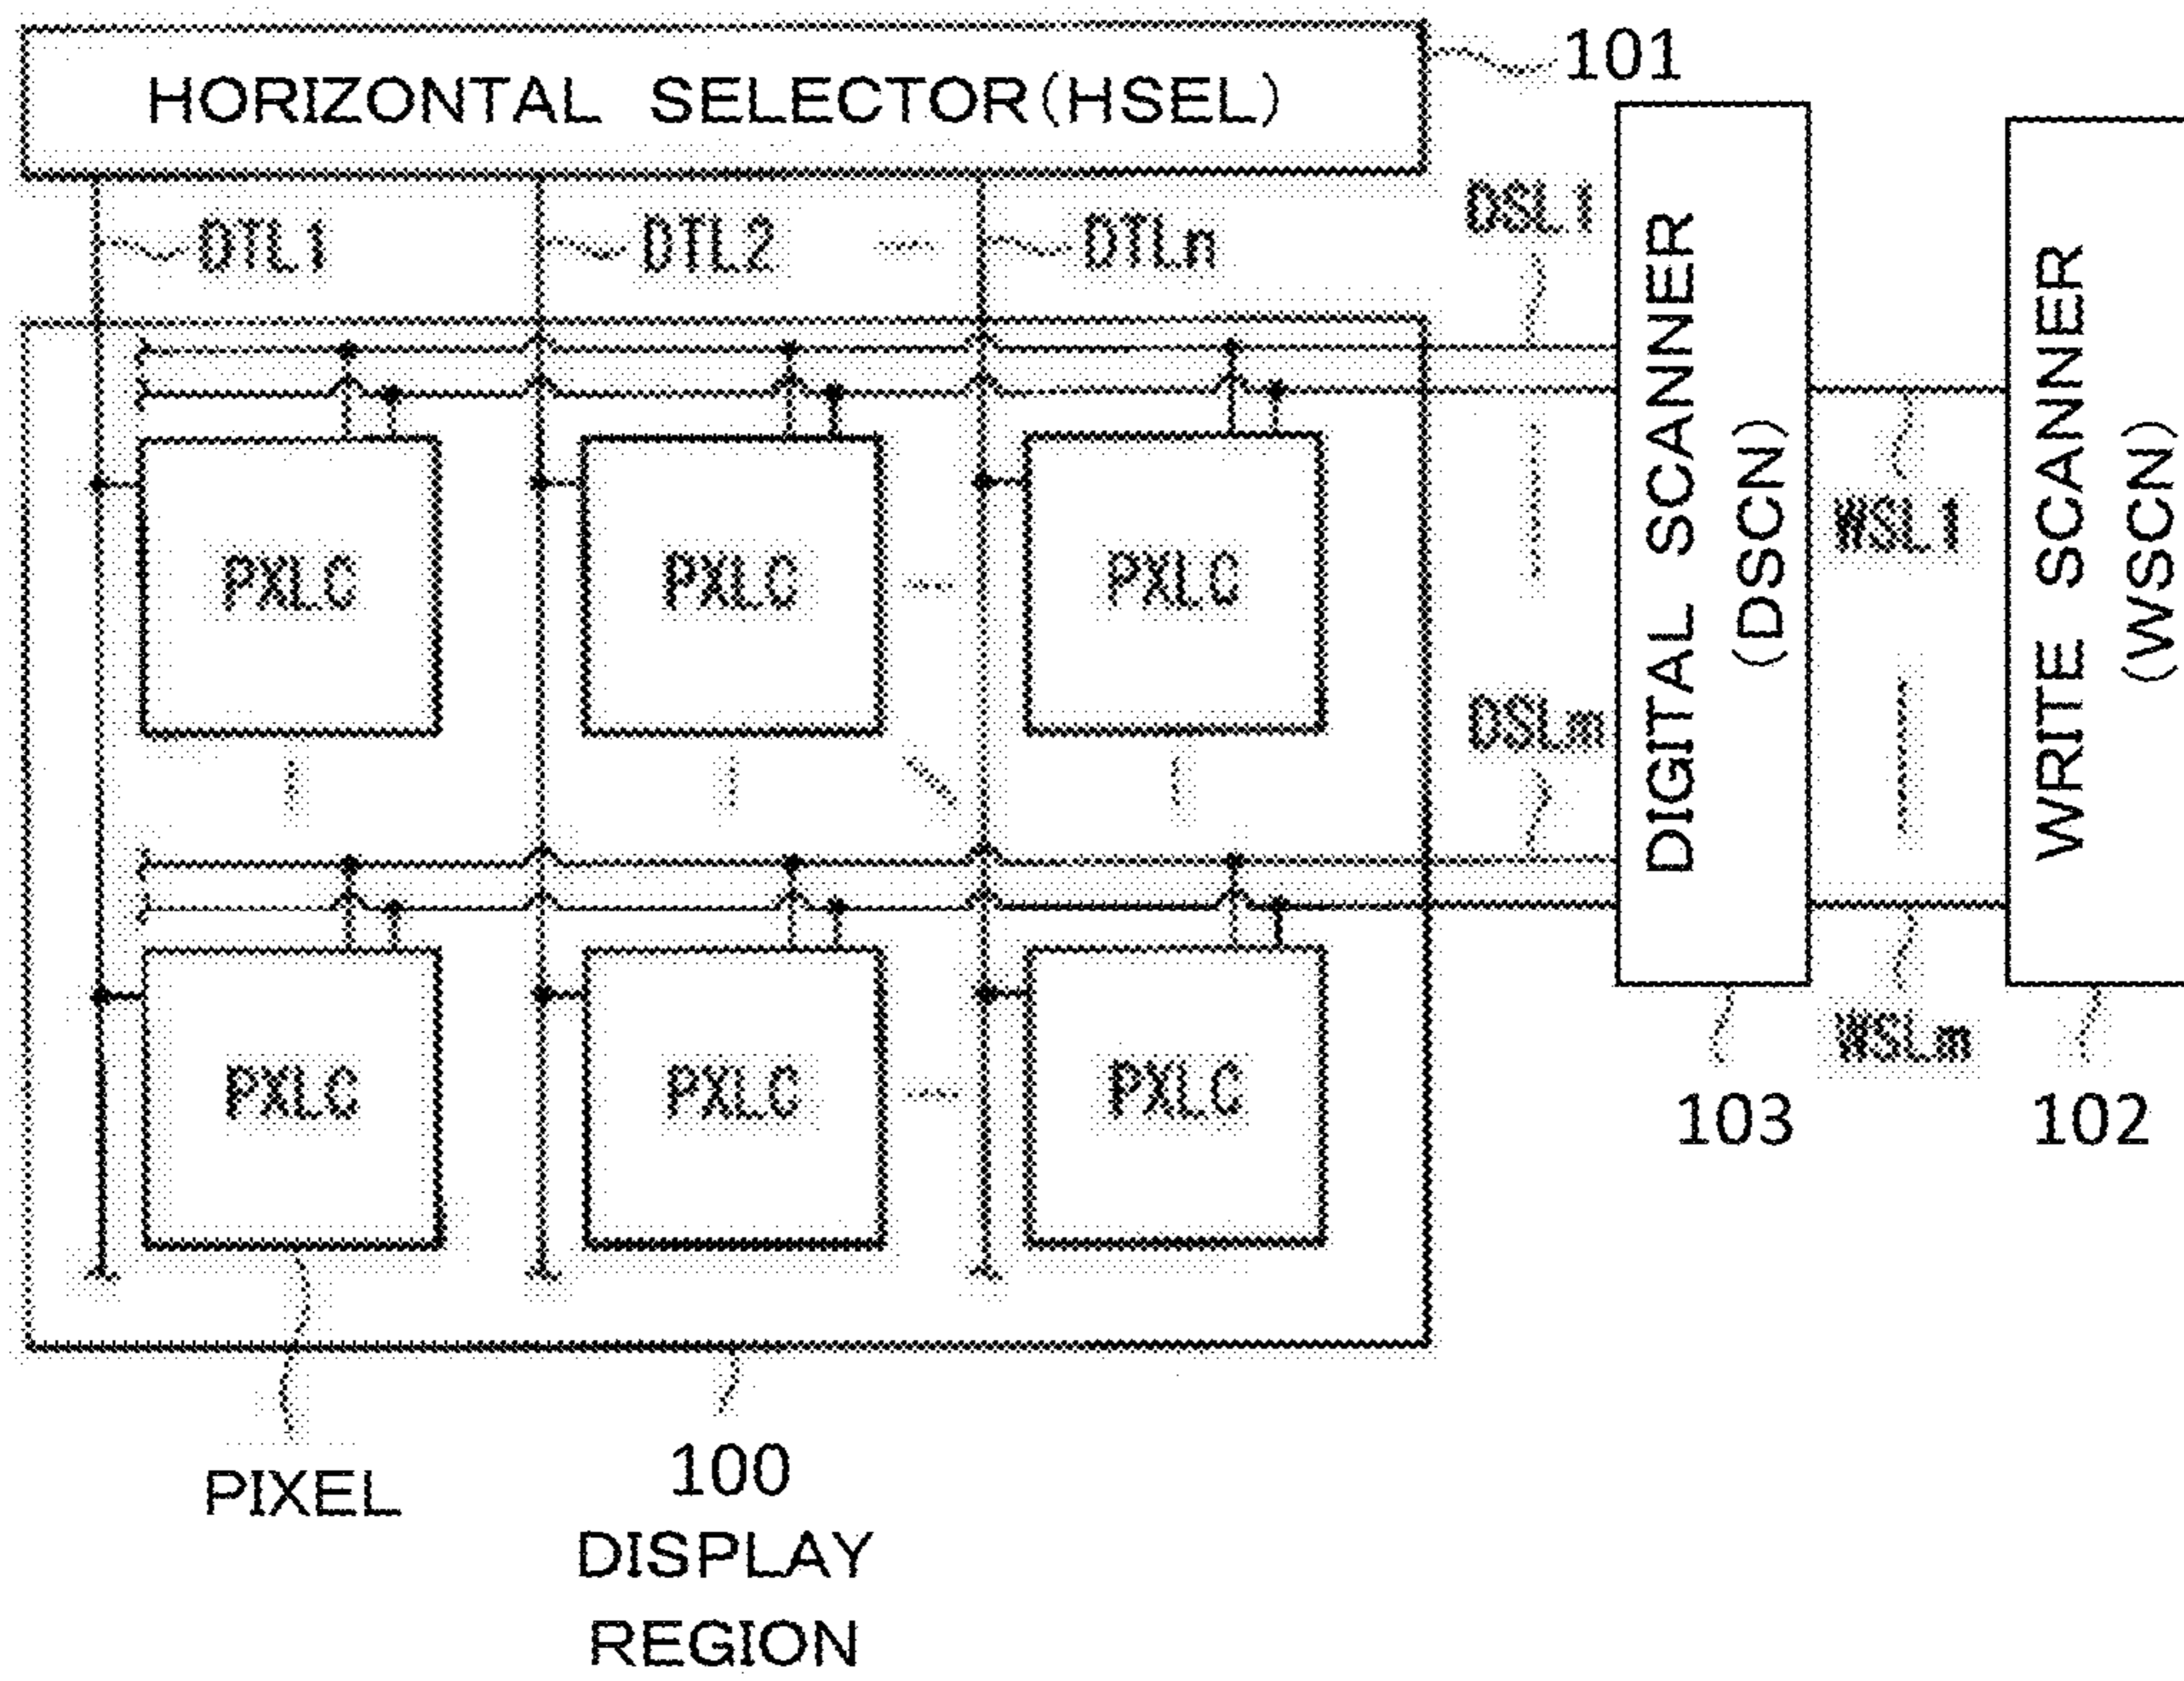 HORIZONTAL SELECTOR(HSEL)
101
DTL1
DTL2
DTLn
DSL1
DIGITAL SCANNER
(DSCN)
WRITE SCANNER
(WSCN)
WSL1
PXLC
PXLC
PXLC
DSLm
WSLm
PXLC
PXLC
PXLC
103
102
PIXEL
100
DISPLAY
REGION